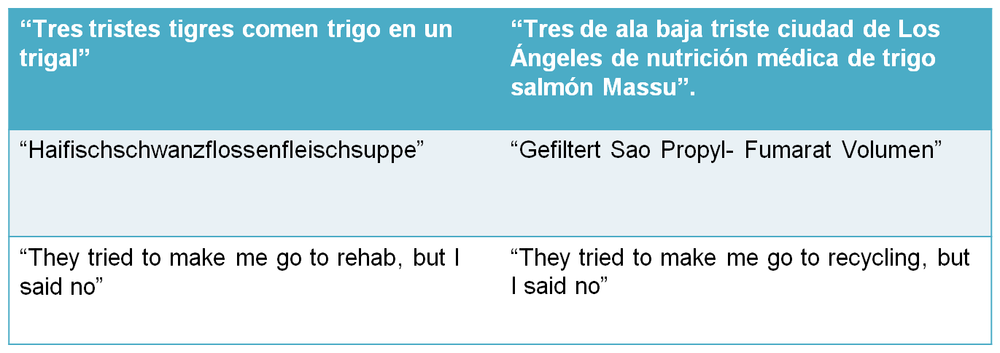 “Tres tristes tigres comen trigo en un
trigal”
“Tres de ala baja triste ciudad de Los
Ángeles de nutrición médica de trigo
salmón Massu”.
“Haifischschwanzflossenfleischsuppe”
“Gefiltert Sao Propyl- Fumarat Volumen”
“They tried to make me go to rehab, but I
said no”
“They tried to make me go to recycling, but
I said no”